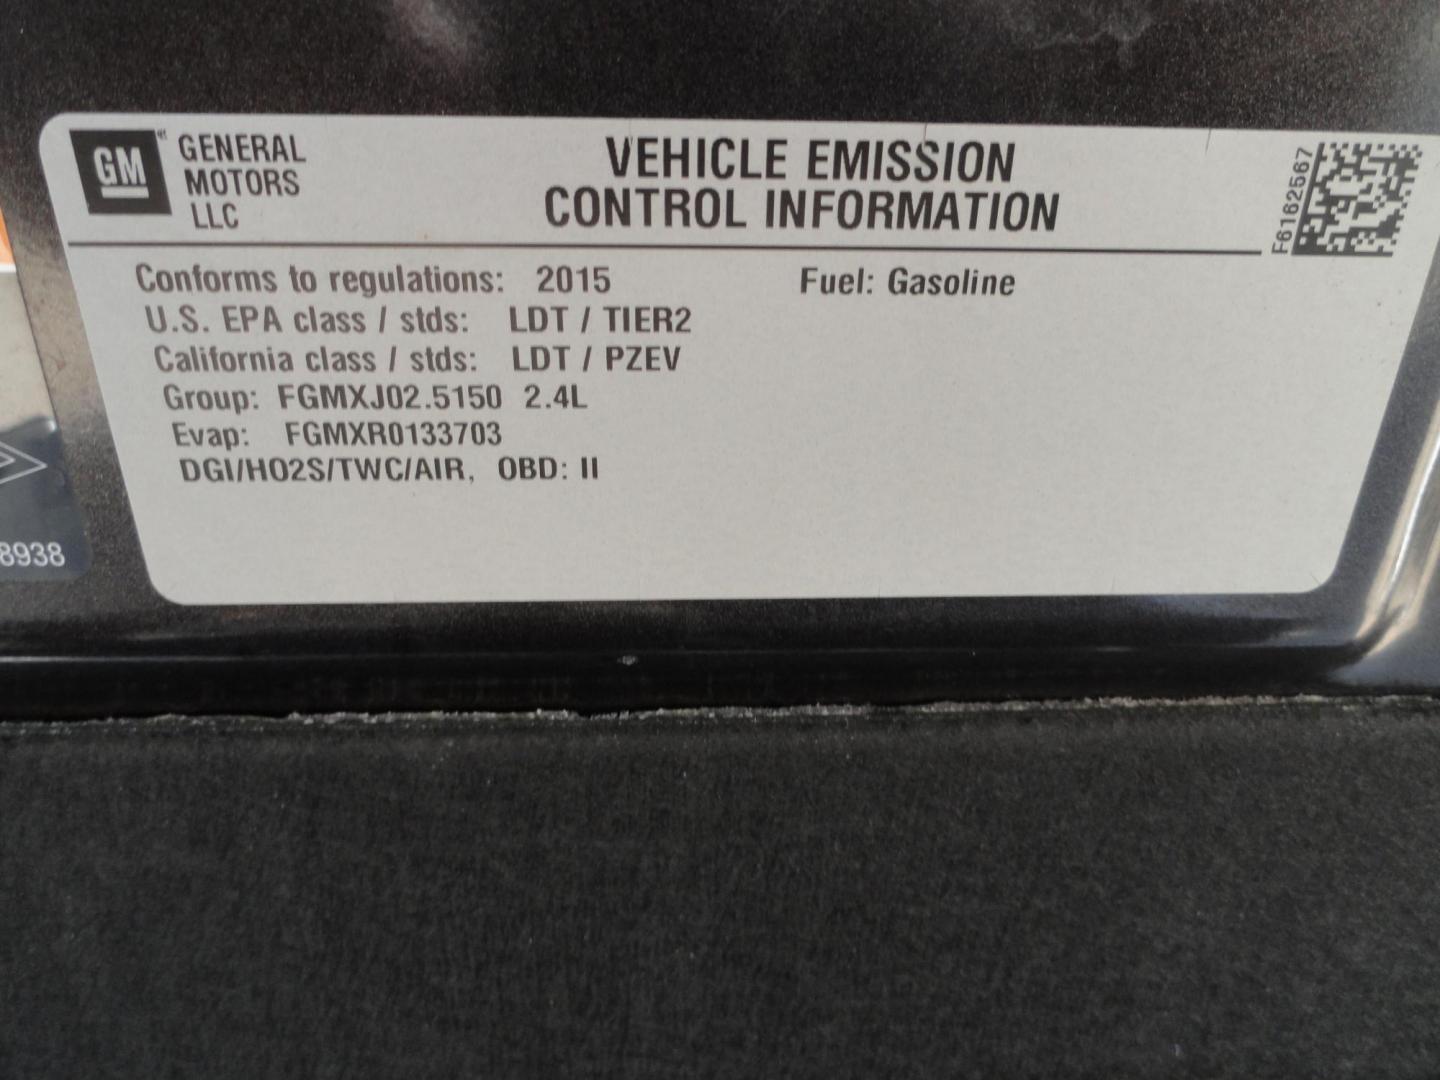 GM
GENERAL
MOTORS
LLC
VEHICLE EMISSION
CONTROL INFORMATION
F6162567
Conforms to regulations: 2015 Fuel: Gasoline
U.S. EPA class / stds: LDT / TIER2
California class / stds: LDT / PZEV
Group: FGMXJ02.5150 2.4L
Evap: FGMXR0133703
DGI/HO2S/TWC/AIR, OBD: II
8938